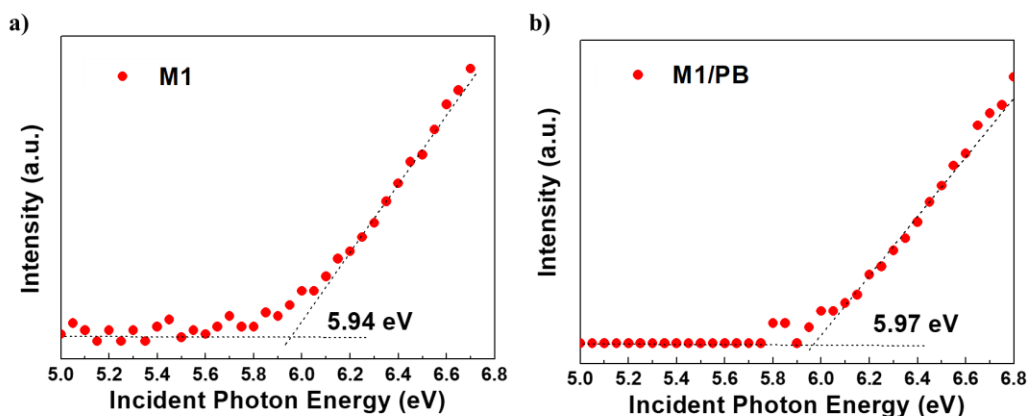 a)
M1
5.94 eV
Intensity (a.u.)
5.0 5.2 5.4 5.6 5.8 6.0 6.2 6.4 6.6 6.8
Incident Photon Energy (eV)
b)
M1/PB
5.97 eV
Intensity (a.u.)
5.0 5.2 5.4 5.6 5.8 6.0 6.2 6.4 6.6 6.8
Incident Photon Energy (eV)